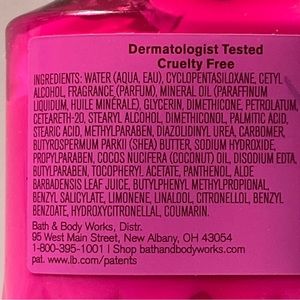 Dermatologist Tested
Cruelty Free
INGREDIENTS: WATER (AQUA, EAU), CYCLOPENTASILOXANE, CETYL
ALCOHOL, FRAGRANCE (PARFUM), MINERAL OIL (PARAFFINUM
LIQUIDUM, HUILE MINÉRALE), GLYCERIN, DIMETHICONE, PETROLATUM,
CETEARETH-20, STEARYL ALCOHOL, DIMETHICONOL, PALMITIC ACID,
STEARIC ACID, METHYLPARABEN, DIAZOLIDINYL UREA, CARBOMER,
BUTYROSPERMUM PARKII (SHEA) BUTTER, SODIUM HYDROXIDE,
PROPYLPARABEN, COCOS NUCIFERA (COCONUT) OIL, DISODIUM EDTA,
BUTYLPARABEN, TOCOPHERYL ACETATE, PANTHENOL, ALOE
BARBADENSIS LEAF JUICE, BUTYLPHENYL METHYLPROPIONAL,
BENZYL SALICYLATE, LIMONENE, LINALOOL, CITRONELLOL, BENZYL
BENZOATE, HYDROXYCITRONELLAL, COUMARIN.
Bath & Body Works, Distr.
95 West Main Street, New Albany, OH 43054
1-800-395-1001 | Shop bathandbodyworks.com
pat. www.lb.com/patents